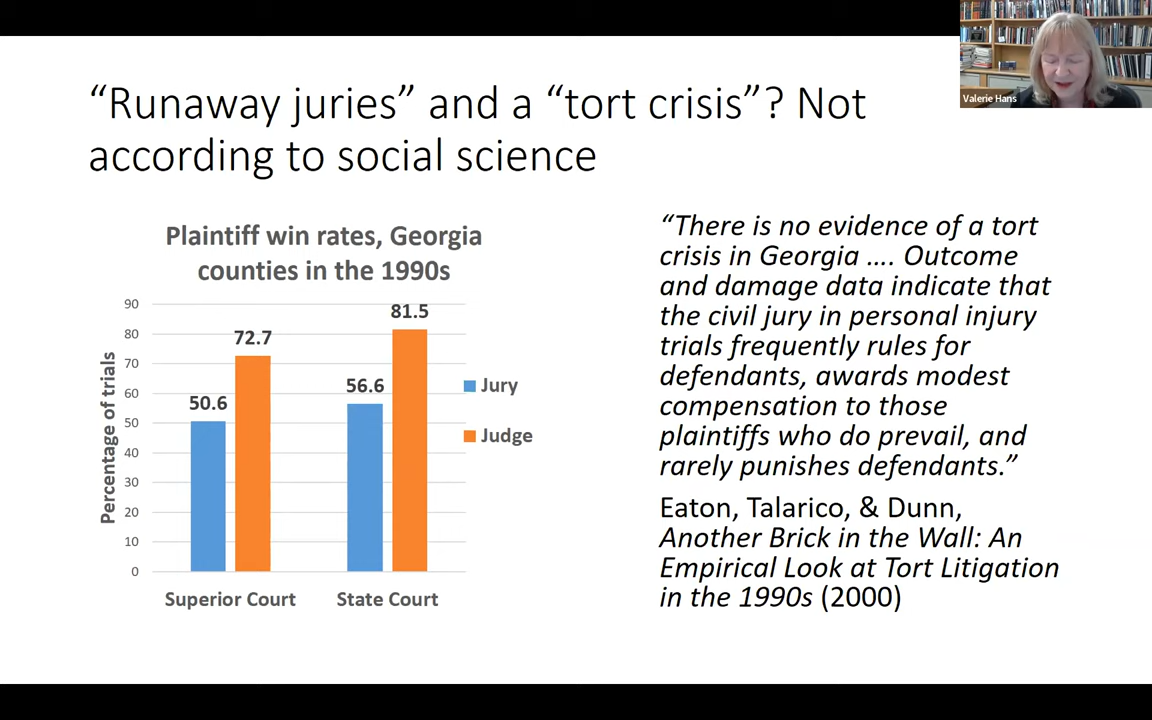 Valerie Hans
“Runaway juries” and a “tort crisis”? Not
according to social science
Plaintiff win rates, Georgia
counties in the 1990s
Percentage of trials
90
80
70
60
50
40
30
20
10
0
50.6
72.7
56.6
81.5
Superior Court
State Court
Jury
Judge
“There is no evidence of a tort
crisis in Georgia …. Outcome
and damage data indicate that
the civil jury in personal injury
trials frequently rules for
defendants, awards modest
compensation to those
plaintiffs who do prevail, and
rarely punishes defendants.”
Eaton, Talarico, & Dunn,
Another Brick in the Wall: An
Empirical Look at Tort Litigation
in the 1990s (2000)